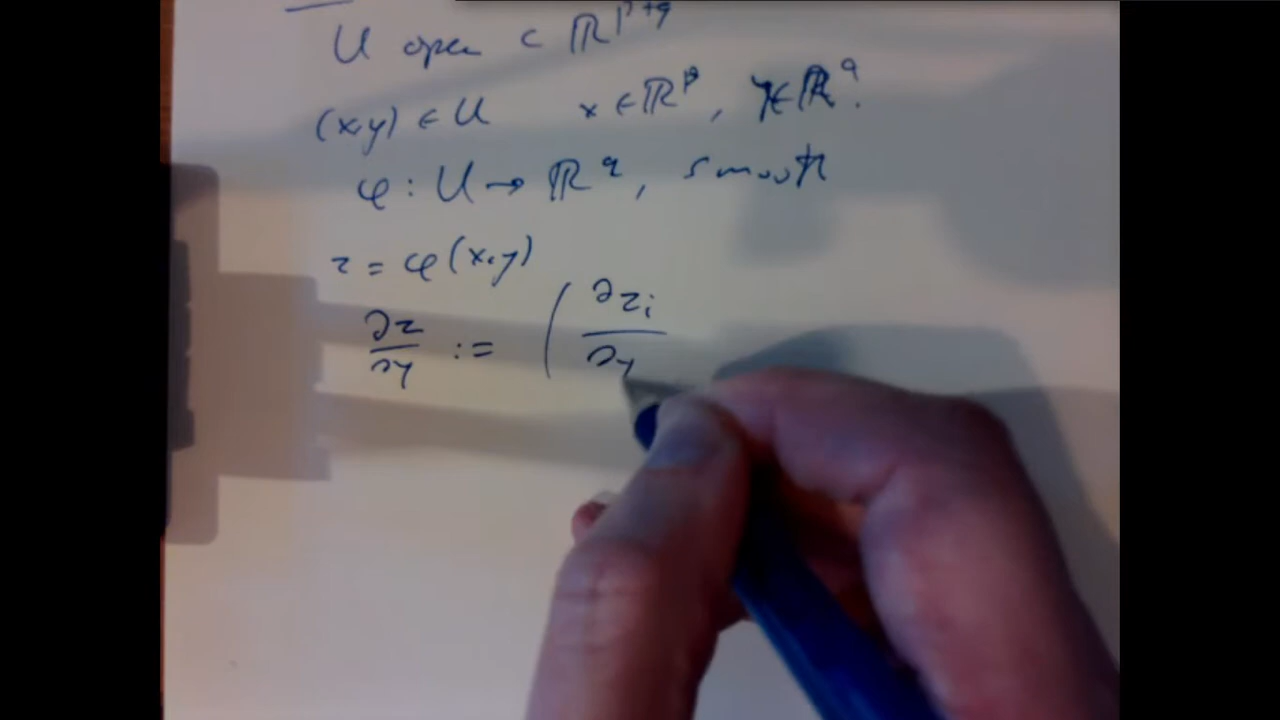 U open ⊂ ℝ^{p+q}
(x,y) ∈ U x ∈ ℝ^p, y ∈ ℝ^q.
φ : U → ℝ^q, smooth
z = φ(x,y)
∂z/∂y := (∂z_i/∂y